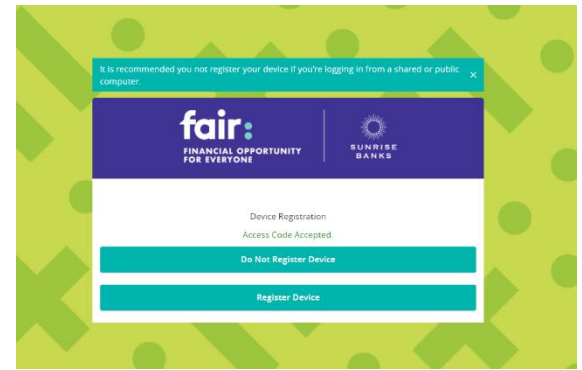 It is recommended you not register your device if you're logging in from a shared or public
computer.
×
fair:
FINANCIAL OPPORTUNITY
FOR EVERYONE
SUNRISE
BANKS
Device Registration
Access Code Accepted.
Do Not Register Device
Register Device